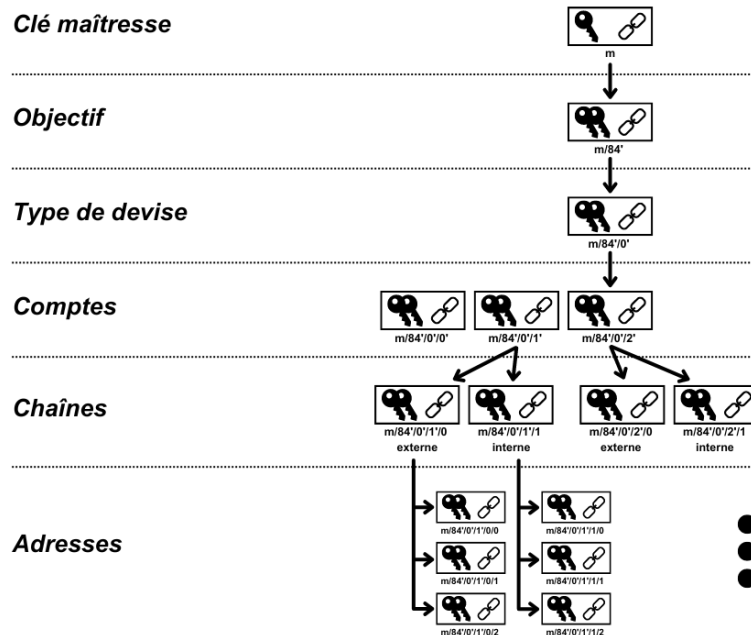 Clé maîtresse
m
Objectif
m/84'
Type de devise
m/84'/0'
Comptes
m/84'/0'/0'
m/84'/0'/1'
m/84'/0'/2'
Chaînes
m/84'/0'/1'/0
externe
m/84'/0'/1'/1
interne
m/84'/0'/2'/0
externe
m/84'/0'/2'/1
interne
Adresses
m/84'/0'/1'/0/0
m/84'/0'/1'/1/0
m/84'/0'/1'/0/1
m/84'/0'/1'/1/1
m/84'/0'/1'/0/2
m/84'/0'/1'/1/2